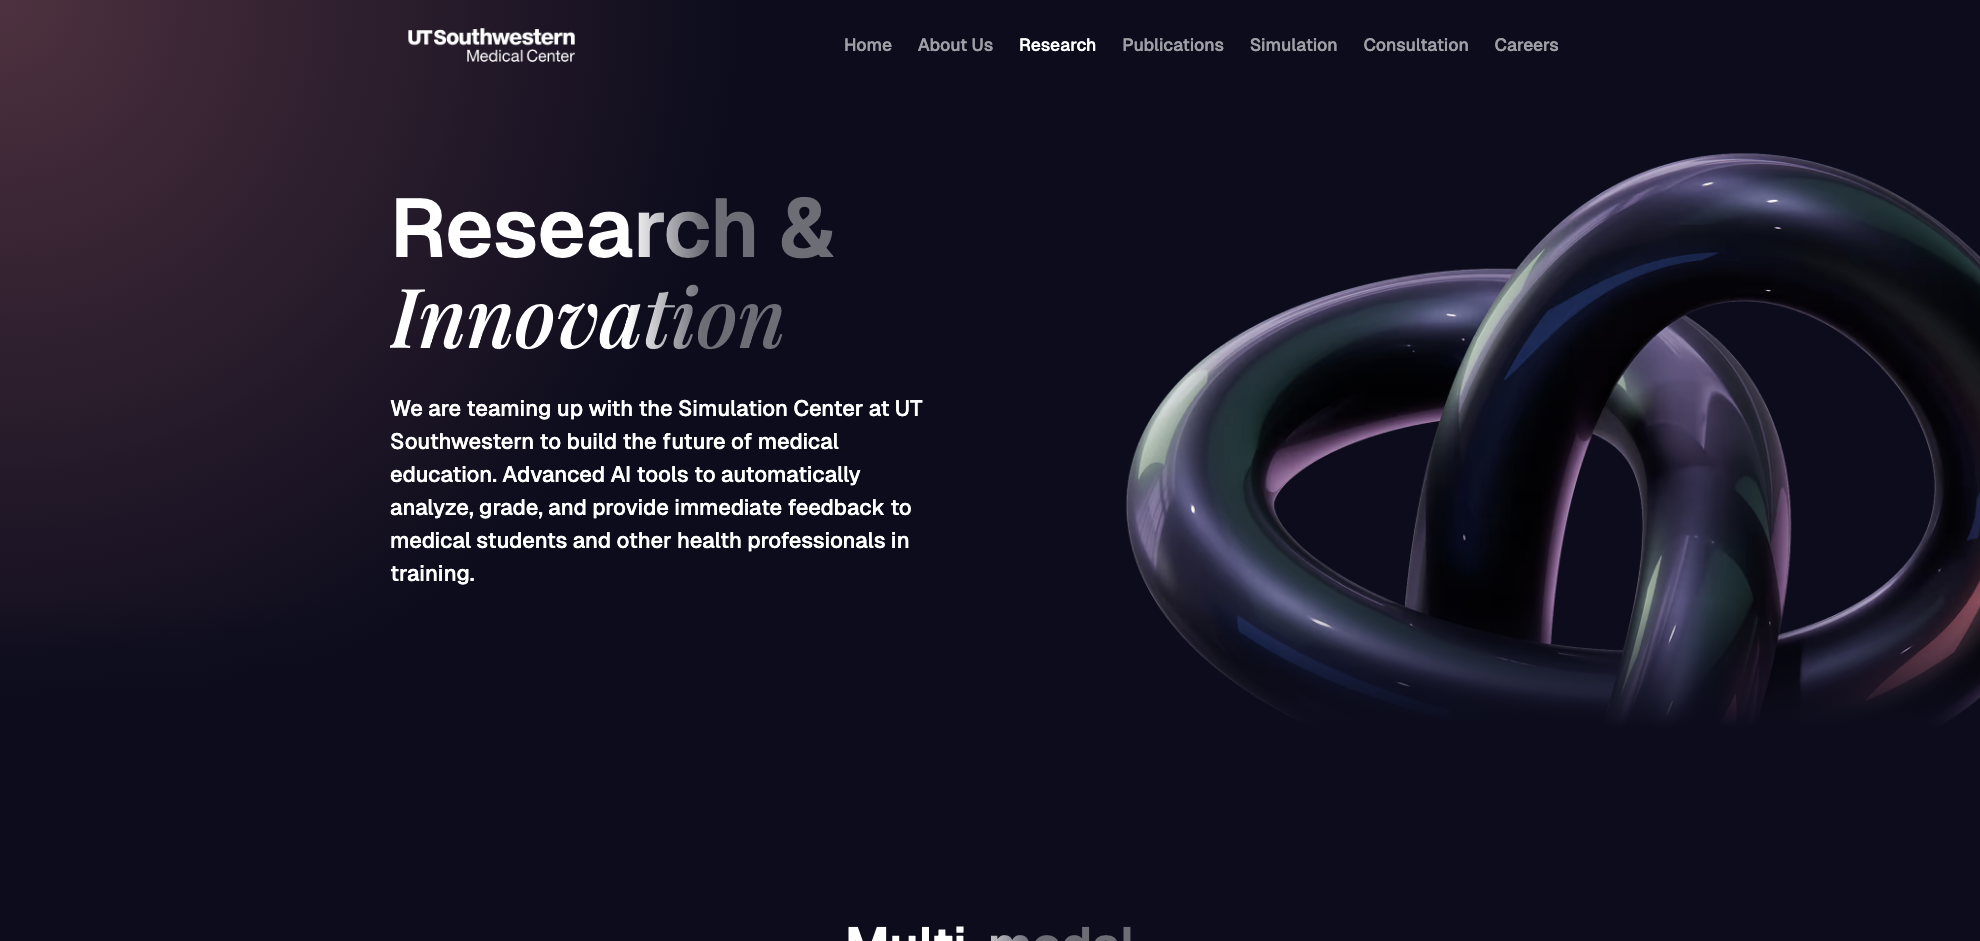 UTSouthwestern
Medical Center
Home About Us Research Publications Simulation Consultation Careers
Research &
Innovation
We are teaming up with the Simulation Center at UT
Southwestern to build the future of medical
education. Advanced AI tools to automatically
analyze, grade, and provide immediate feedback to
medical students and other health professionals in
training.
Multi-modal